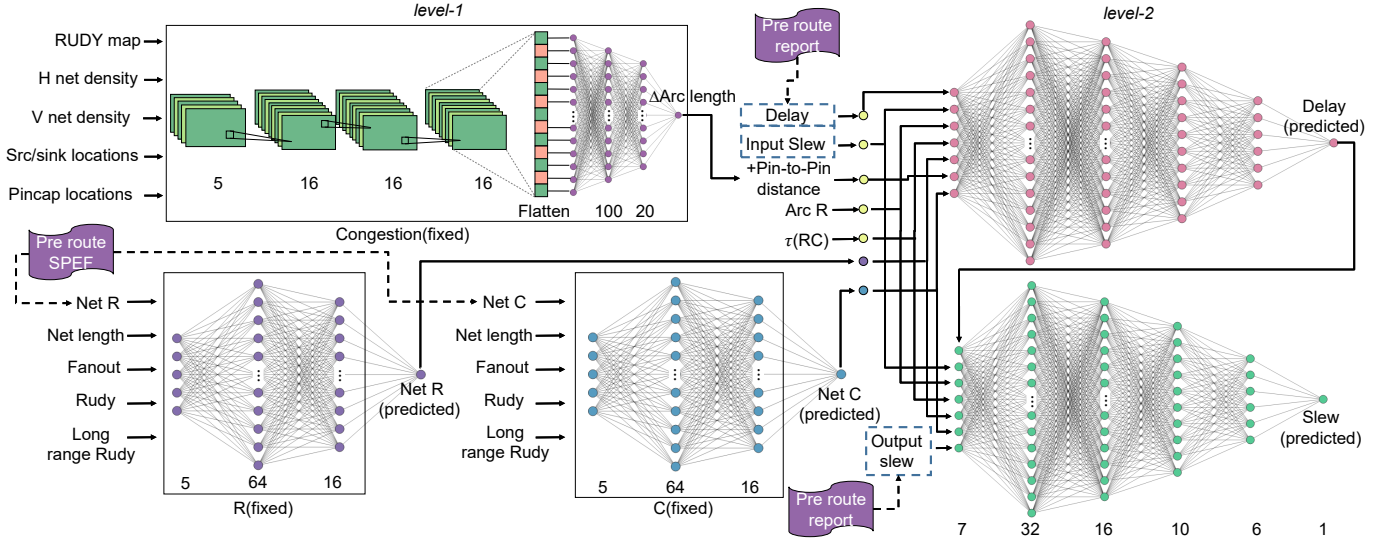 level-1
RUDY map
H net density
V net density
Src/sink locations
Pincap locations
5
16
16
16
Flatten
100
20
ΔArc length
Congestion(fixed)
Pre route
report
level-2
Delay
Input Slew
+Pin-to-Pin
distance
Arc R
τ(RC)
Delay
(predicted)
Pre route
SPEF
Net R
Net length
Fanout
Rudy
Long
range Rudy
5
64
16
R(fixed)
Net R
(predicted)
Net C
Net length
Fanout
Rudy
Long
range Rudy
5
64
16
C(fixed)
Net C
(predicted)
Output
slew
Pre route
report
Slew
(predicted)
7
32
16
10
6
1